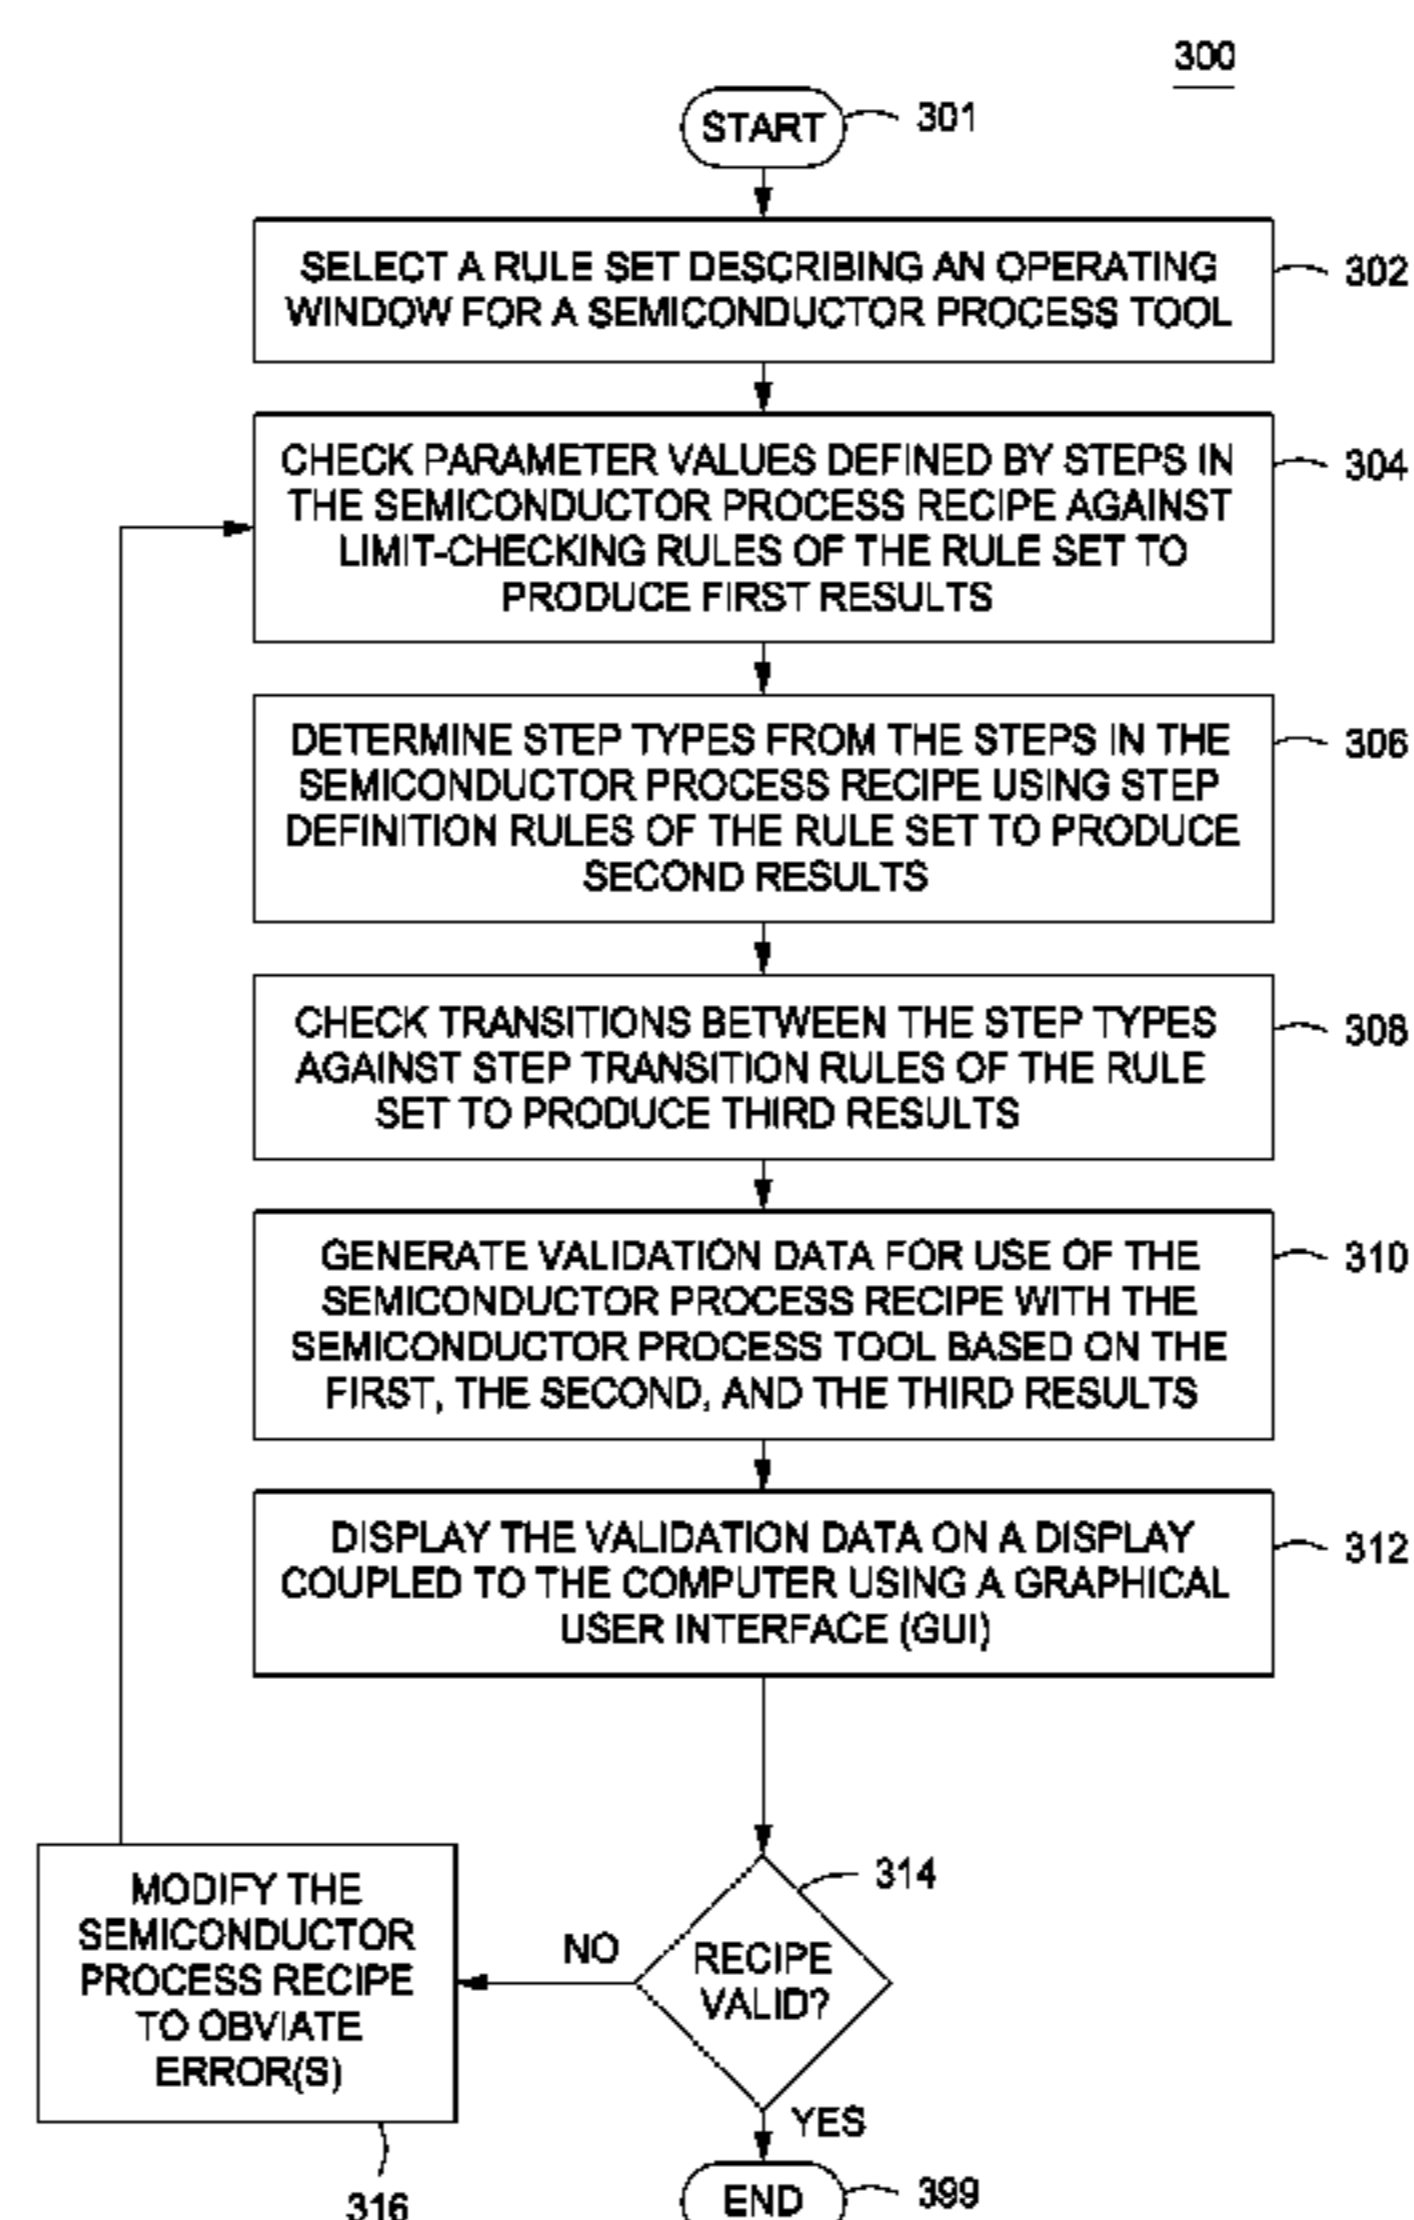 300
START
301
SELECT A RULE SET DESCRIBING AN OPERATING
WINDOW FOR A SEMICONDUCTOR PROCESS TOOL
302
CHECK PARAMETER VALUES DEFINED BY STEPS IN
THE SEMICONDUCTOR PROCESS RECIPE AGAINST
LIMIT-CHECKING RULES OF THE RULE SET TO
PRODUCE FIRST RESULTS
304
DETERMINE STEP TYPES FROM THE STEPS IN THE
SEMICONDUCTOR PROCESS RECIPE USING STEP
DEFINITION RULES OF THE RULE SET TO PRODUCE
SECOND RESULTS
306
CHECK TRANSITIONS BETWEEN THE STEP TYPES
AGAINST STEP TRANSITION RULES OF THE RULE
SET TO PRODUCE THIRD RESULTS
308
GENERATE VALIDATION DATA FOR USE OF THE
SEMICONDUCTOR PROCESS RECIPE WITH THE
SEMICONDUCTOR PROCESS TOOL BASED ON THE
FIRST, THE SECOND, AND THE THIRD RESULTS
310
DISPLAY THE VALIDATION DATA ON A DISPLAY
COUPLED TO THE COMPUTER USING A GRAPHICAL
USER INTERFACE (GUI)
312
314
RECIPE
VALID?
NO
MODIFY THE
SEMICONDUCTOR
PROCESS RECIPE
TO OBVIATE
ERROR(S)
316
YES
END
399